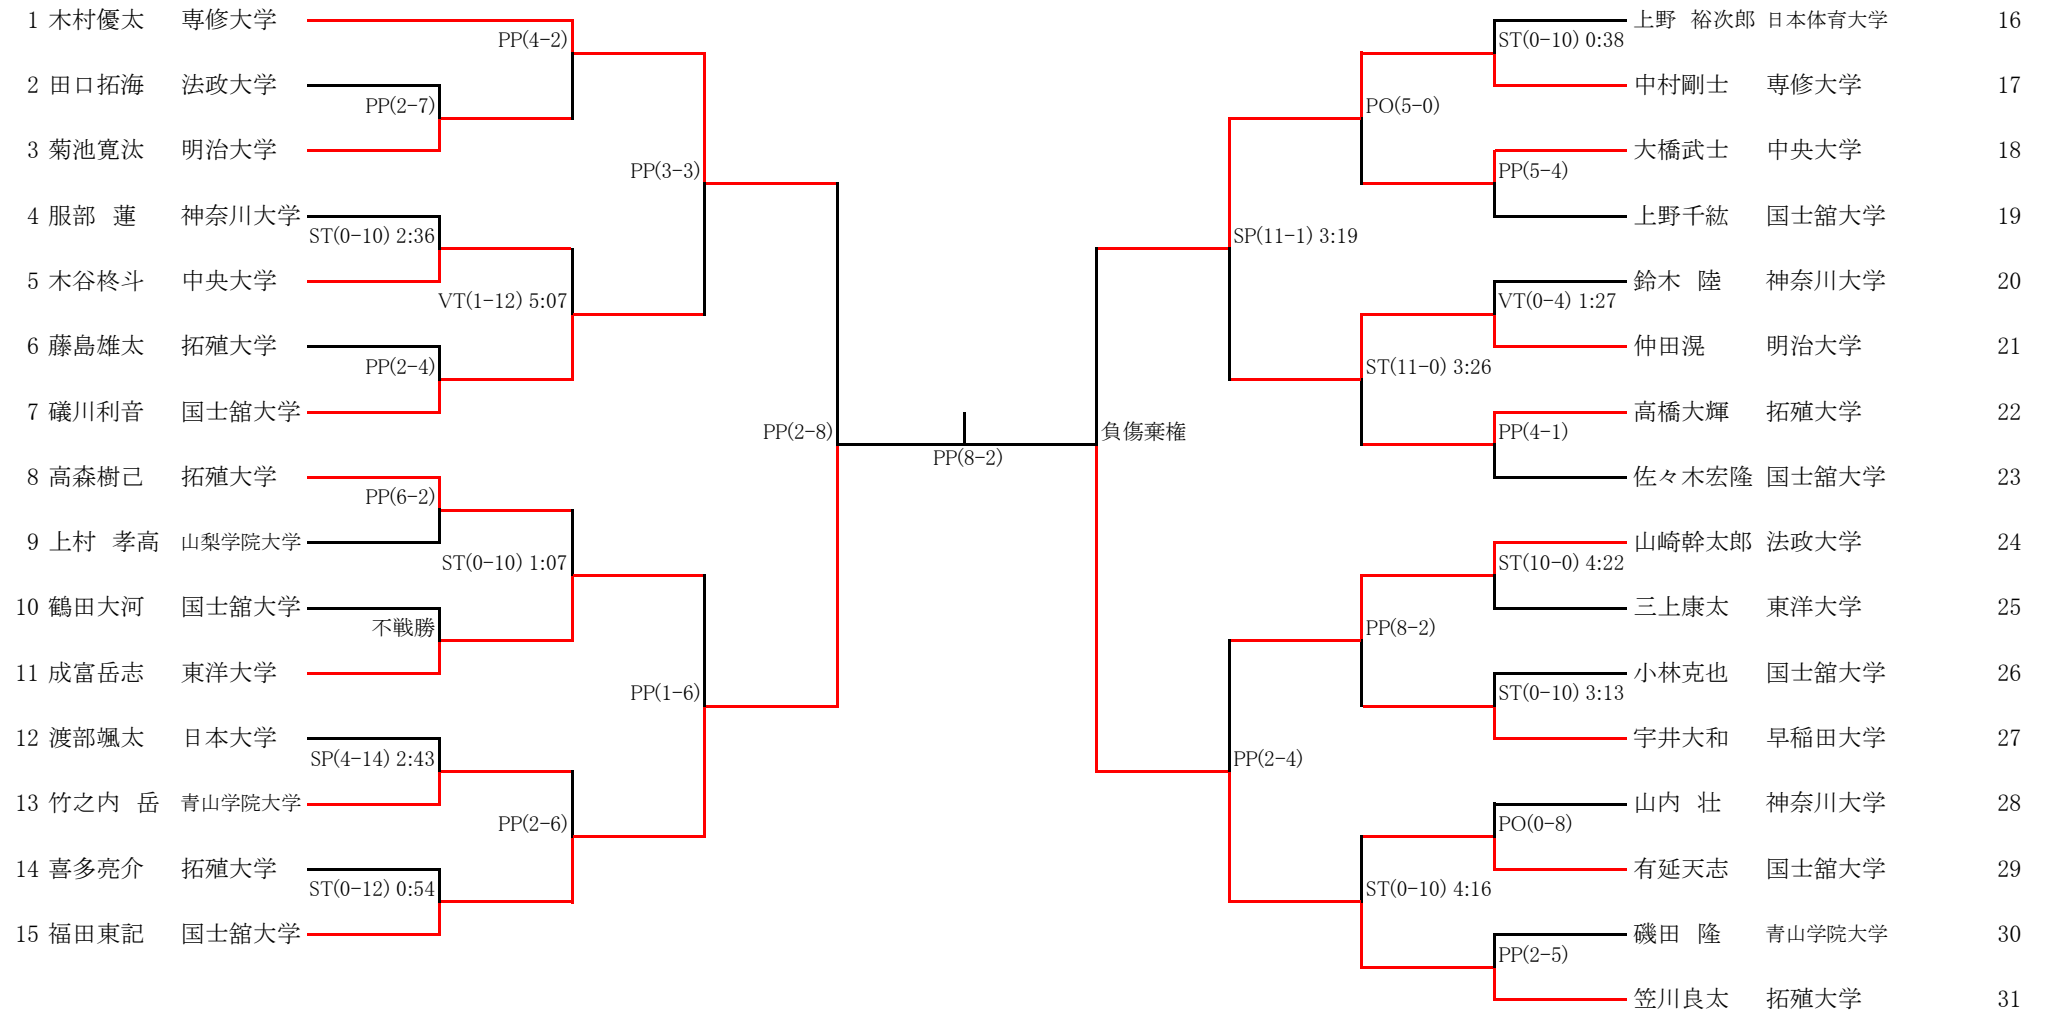 1 木村優太 専修大学
PP(4-2)
2 田口拓海 法政大学
PP(2-7)
3 菊池寛汰 明治大学
PP(3-3)
4 服部 蓮 神奈川大学
ST(0-10) 2:36
5 木谷柊斗 中央大学
VT(1-12) 5:07
6 藤島雄太 拓殖大学
PP(2-4)
7 礒川利音 国士舘大学
PP(2-8)
8 高森樹己 拓殖大学
PP(6-2)
9 上村 孝高 山梨学院大学
ST(0-10) 1:07
10 鶴田大河 国士舘大学
不戦勝
11 成富岳志 東洋大学
PP(1-6)
12 渡部颯太 日本大学
SP(4-14) 2:43
13 竹之内 岳 青山学院大学
PP(2-6)
14 喜多亮介 拓殖大学
ST(0-12) 0:54
15 福田東記 国士舘大学
PP(8-2)
上野 裕次郎 日本体育大学 16
ST(0-10) 0:38
中村剛士 専修大学 17
PO(5-0)
大橋武士 中央大学 18
PP(5-4)
上野千紘 国士舘大学 19
SP(11-1) 3:19
鈴木 陸 神奈川大学 20
VT(0-4) 1:27
仲田滉 明治大学 21
ST(11-0) 3:26
高橋大輝 拓殖大学 22
PP(4-1)
佐々木宏隆 国士舘大学 23
負傷棄権
山崎幹太郎 法政大学 24
ST(10-0) 4:22
三上康太 東洋大学 25
PP(8-2)
小林克也 国士舘大学 26
ST(0-10) 3:13
宇井大和 早稲田大学 27
PP(2-4)
山内 壮 神奈川大学 28
PO(0-8)
有延天志 国士舘大学 29
ST(0-10) 4:16
磯田 隆 青山学院大学 30
PP(2-5)
笠川良太 拓殖大学 31